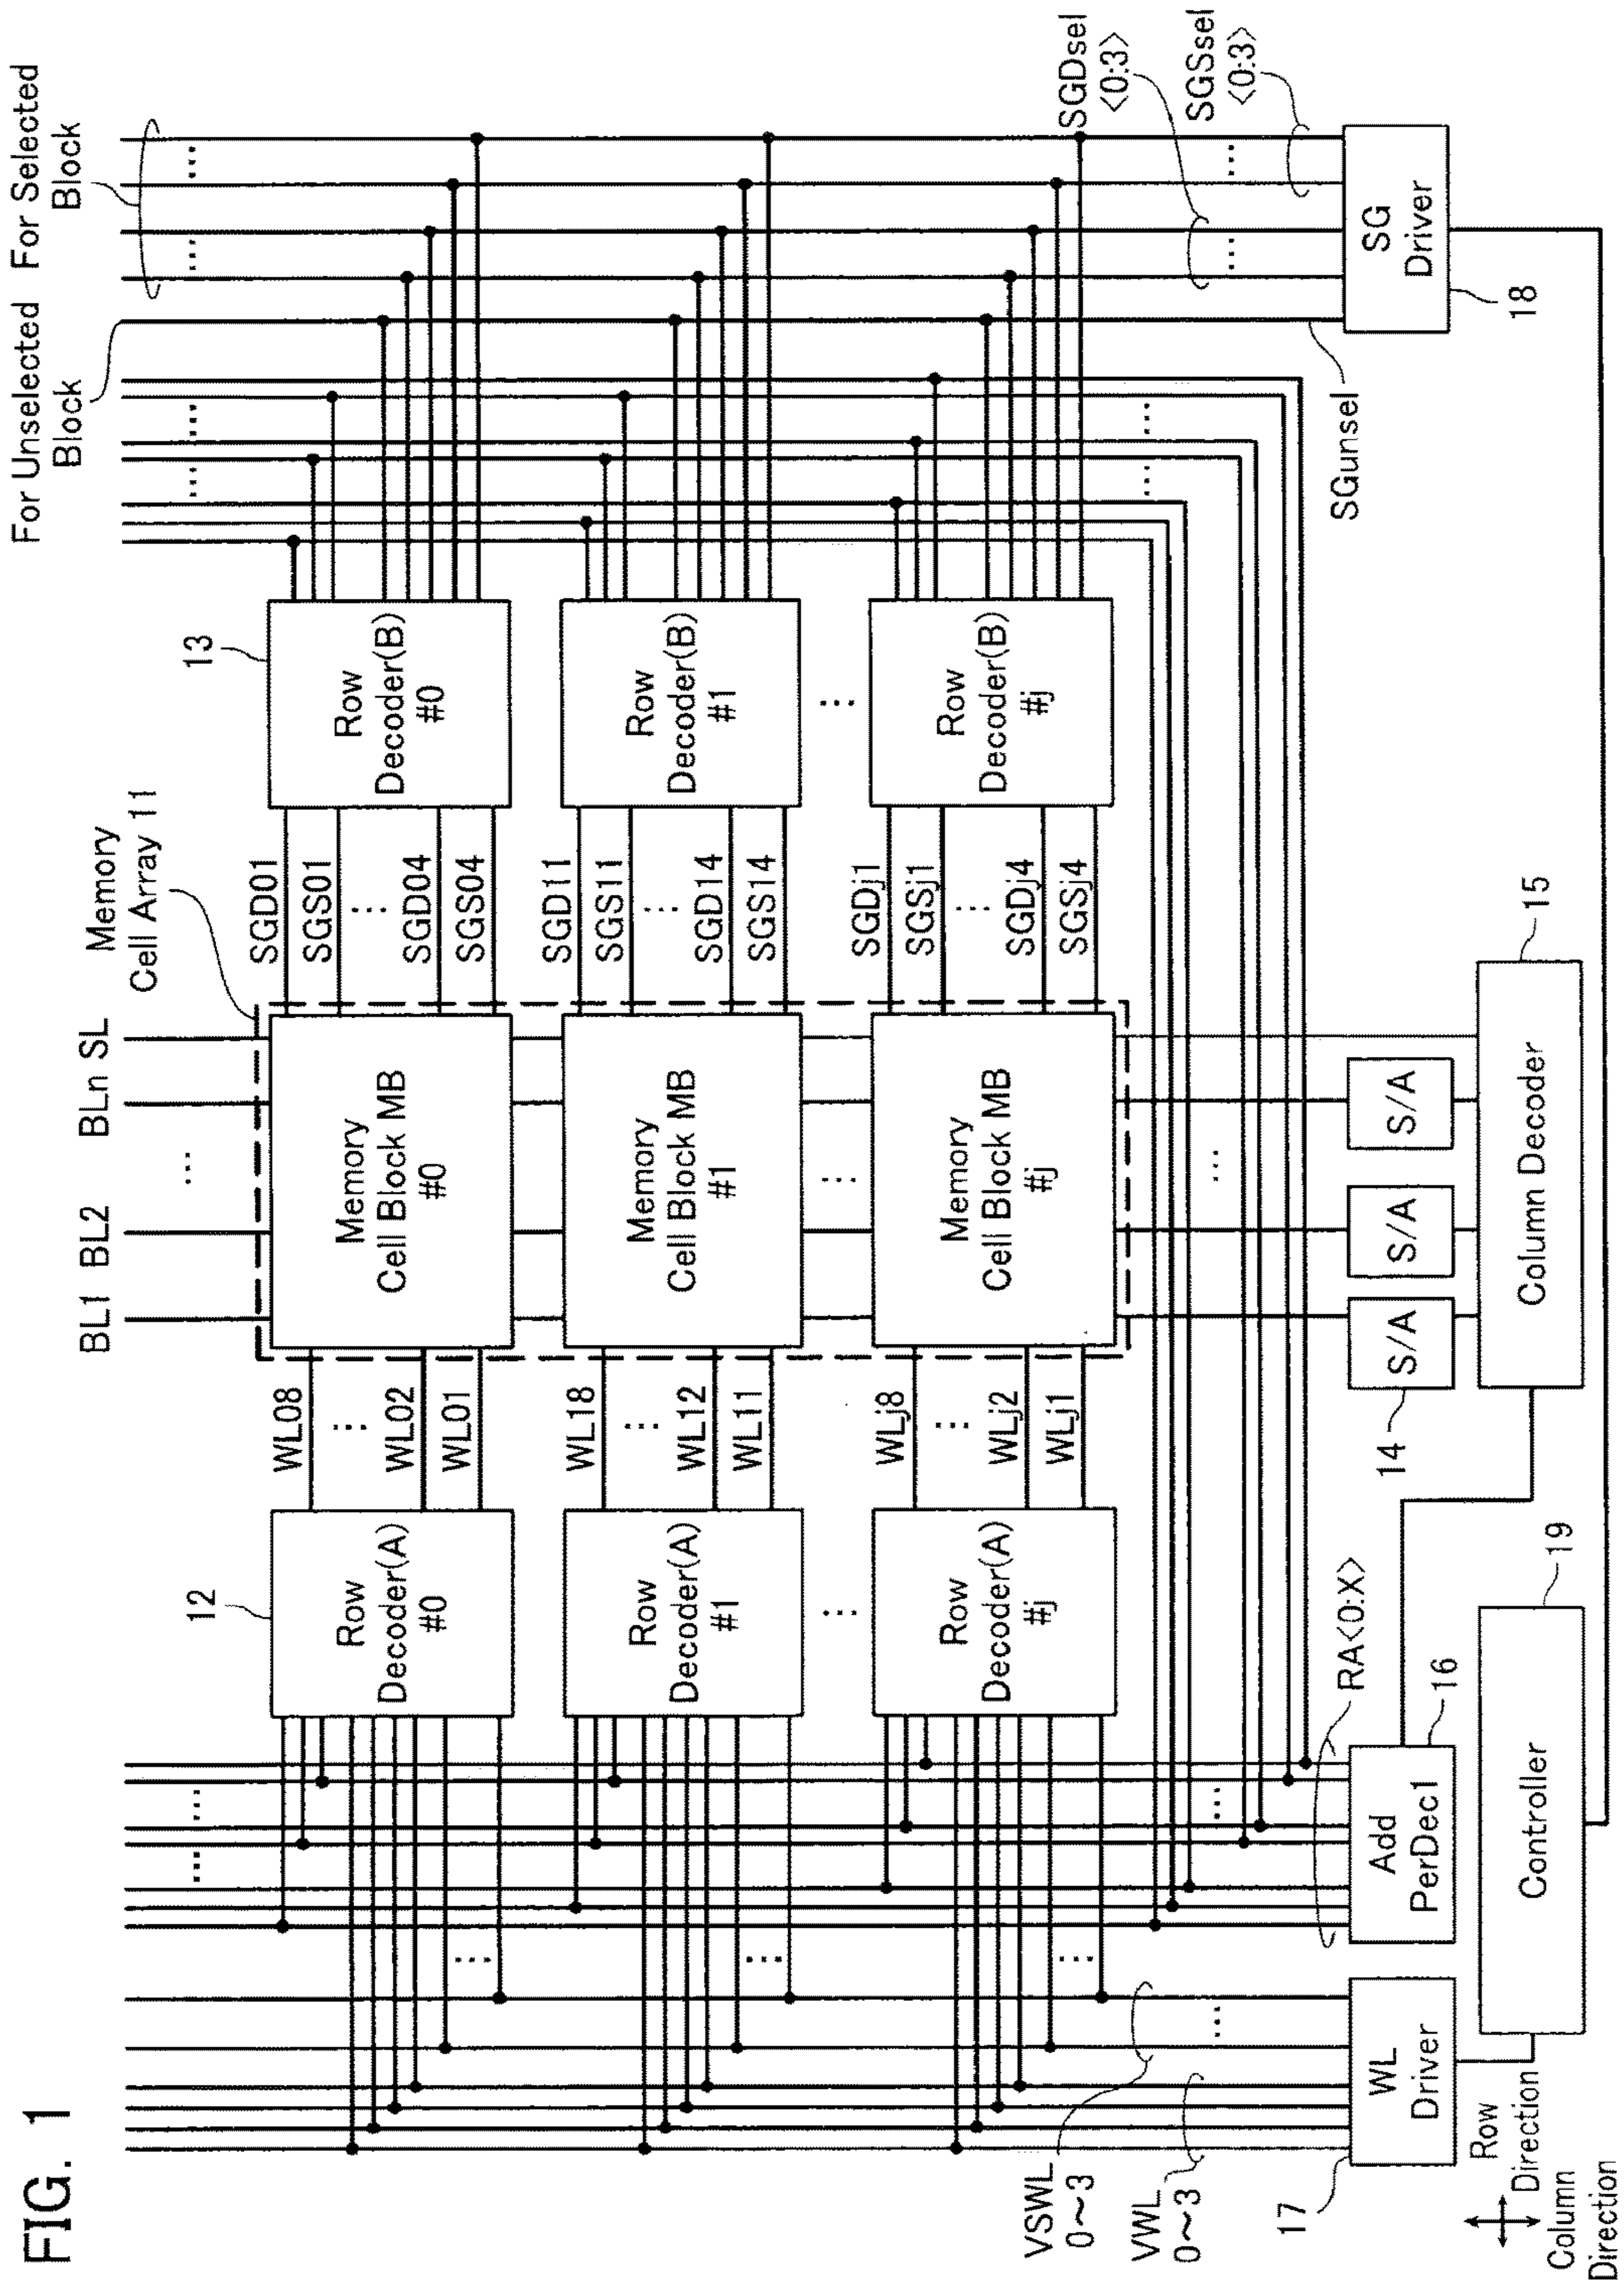 FIG. 1
For Unselected
Block
For Selected
Block
BL1 BL2 ... BLn SL
Memory
Cell Array 11
12
13
Row
Decoder(A)
#0
WL08
...
WL02
WL01
Memory
Cell Block MB
#0
SGD01
SGS01
...
SGD04
SGS04
Row
Decoder(B)
#0
Row
Decoder(A)
#1
WL18
...
WL12
WL11
Memory
Cell Block MB
#1
SGD11
SGS11
...
SGD14
SGS14
Row
Decoder(B)
#1
Row
Decoder(A)
#j
WLj8
...
WLj2
WLj1
Memory
Cell Block MB
#j
SGDj1
SGSj1
...
SGDj4
SGSj4
Row
Decoder(B)
#j
VSWL
0~3
VWL
0~3
RA<0:X>
SGunsel
SGDsel
<0:3>
SGSsel
<0:3>
17
WL
Driver
Add
PerDec1
16
14
S/A
S/A
S/A
SG
Driver
18
Controller
19
Column Decoder
15
Row
Direction
Column
Direction